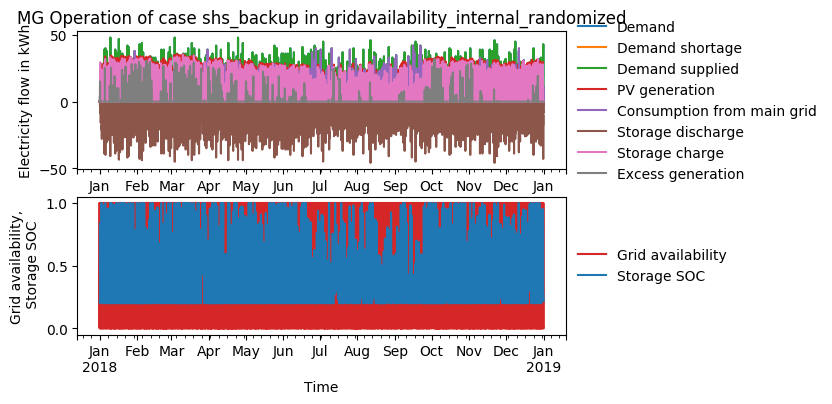 MG Operation of case shs_backup in gridavailability_internal_randomized
Electricity flow in kWh
50
0
−50
Jan Feb Mar Apr May Jun Jul Aug Sep Oct Nov Dec Jan
Demand
Demand shortage
Demand supplied
PV generation
Consumption from main grid
Storage discharge
Storage charge
Excess generation
Grid availability,
Storage SOC
1.0
0.5
0.0
Jan Feb Mar Apr May Jun Jul Aug Sep Oct Nov Dec Jan
2018 2019
Time
Grid availability
Storage SOC